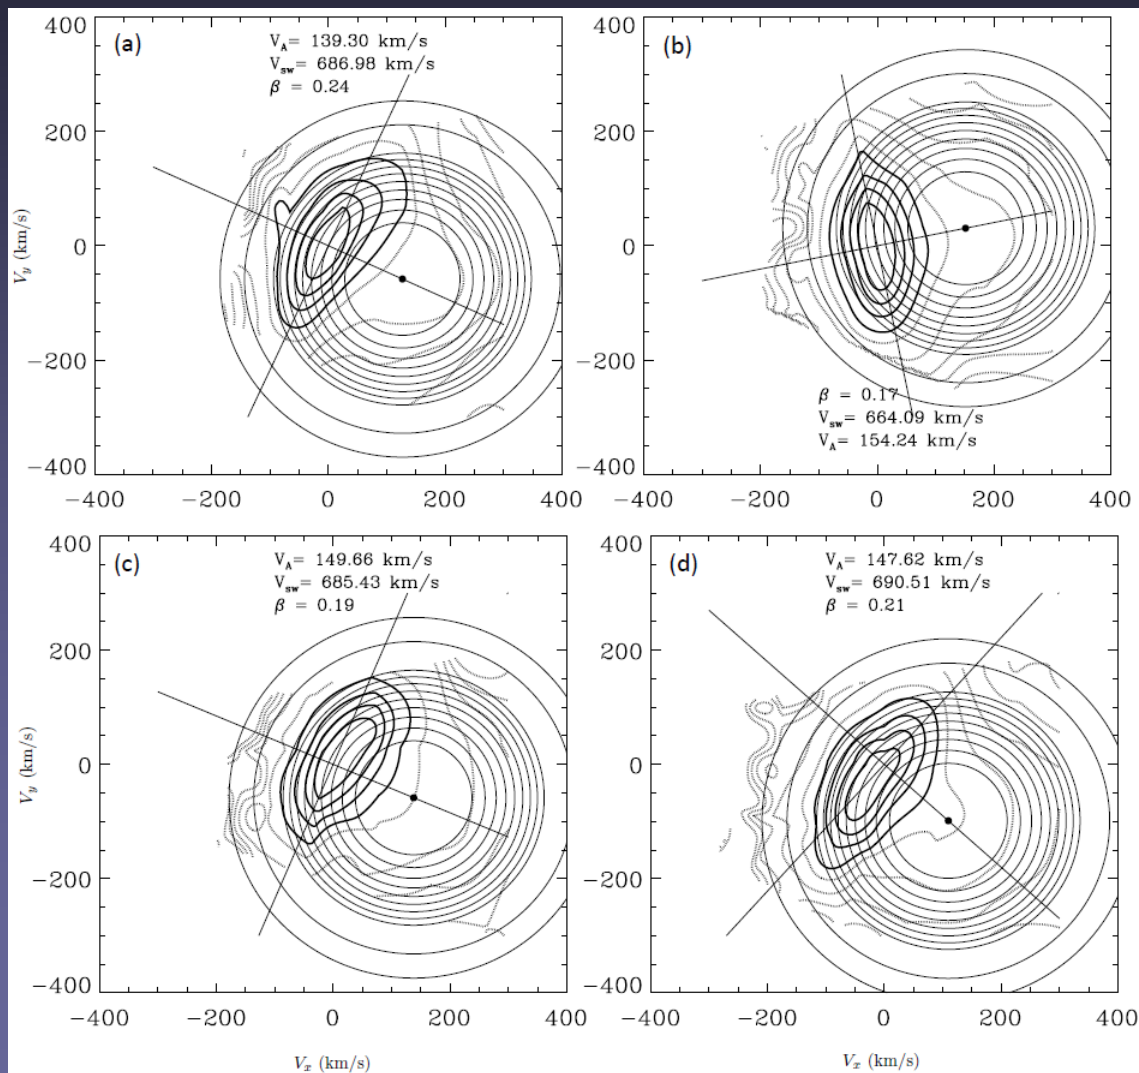 (a)
V_A= 139.30 km/s
V_sw= 686.98 km/s
β = 0.24
400
200
0
−200
−400
−400 −200 0 200 400
V_y (km/s)
(b)
β = 0.17
V_sw= 664.09 km/s
V_A= 154.24 km/s
400
200
0
−200
−400
−400 −200 0 200 400
(c)
V_A= 149.66 km/s
V_sw= 685.43 km/s
β = 0.19
400
200
0
−200
−400
−400 −200 0 200 400
V_y (km/s)
V_x (km/s)
(d)
V_A= 147.62 km/s
V_sw= 690.51 km/s
β = 0.21
400
200
0
−200
−400
−400 −200 0 200 400
V_x (km/s)